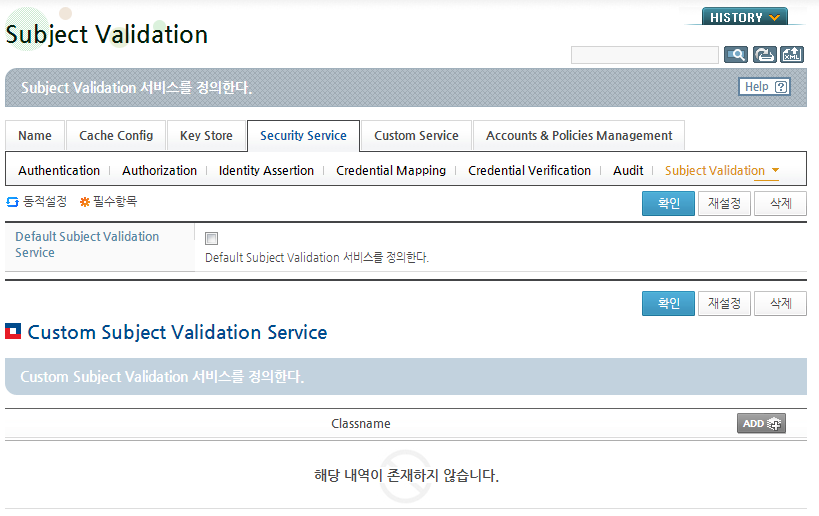 HISTORY
Subject Validation
XML
Subject Validation 서비스를 정의한다.
Help
Name
Cache Config
Key Store
Security Service
Custom Service
Accounts & Policies Management
Authentication
Authorization
Identity Assertion
Credential Mapping
Credential Verification
Audit
Subject Validation
동적설정
필수항목
확인
재설정
삭제
Default Subject Validation
Service
Default Subject Validation 서비스를 정의한다.
확인
재설정
삭제
Custom Subject Validation Service
Custom Subject Validation 서비스를 정의한다.
Classname
ADD
해당 내역이 존재하지 않습니다.